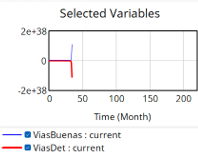 Selected Variables
2e+38
0
-2e+38
0 50 100 150 200
Time (Month)
ViasBuenas : current
ViasDet : current